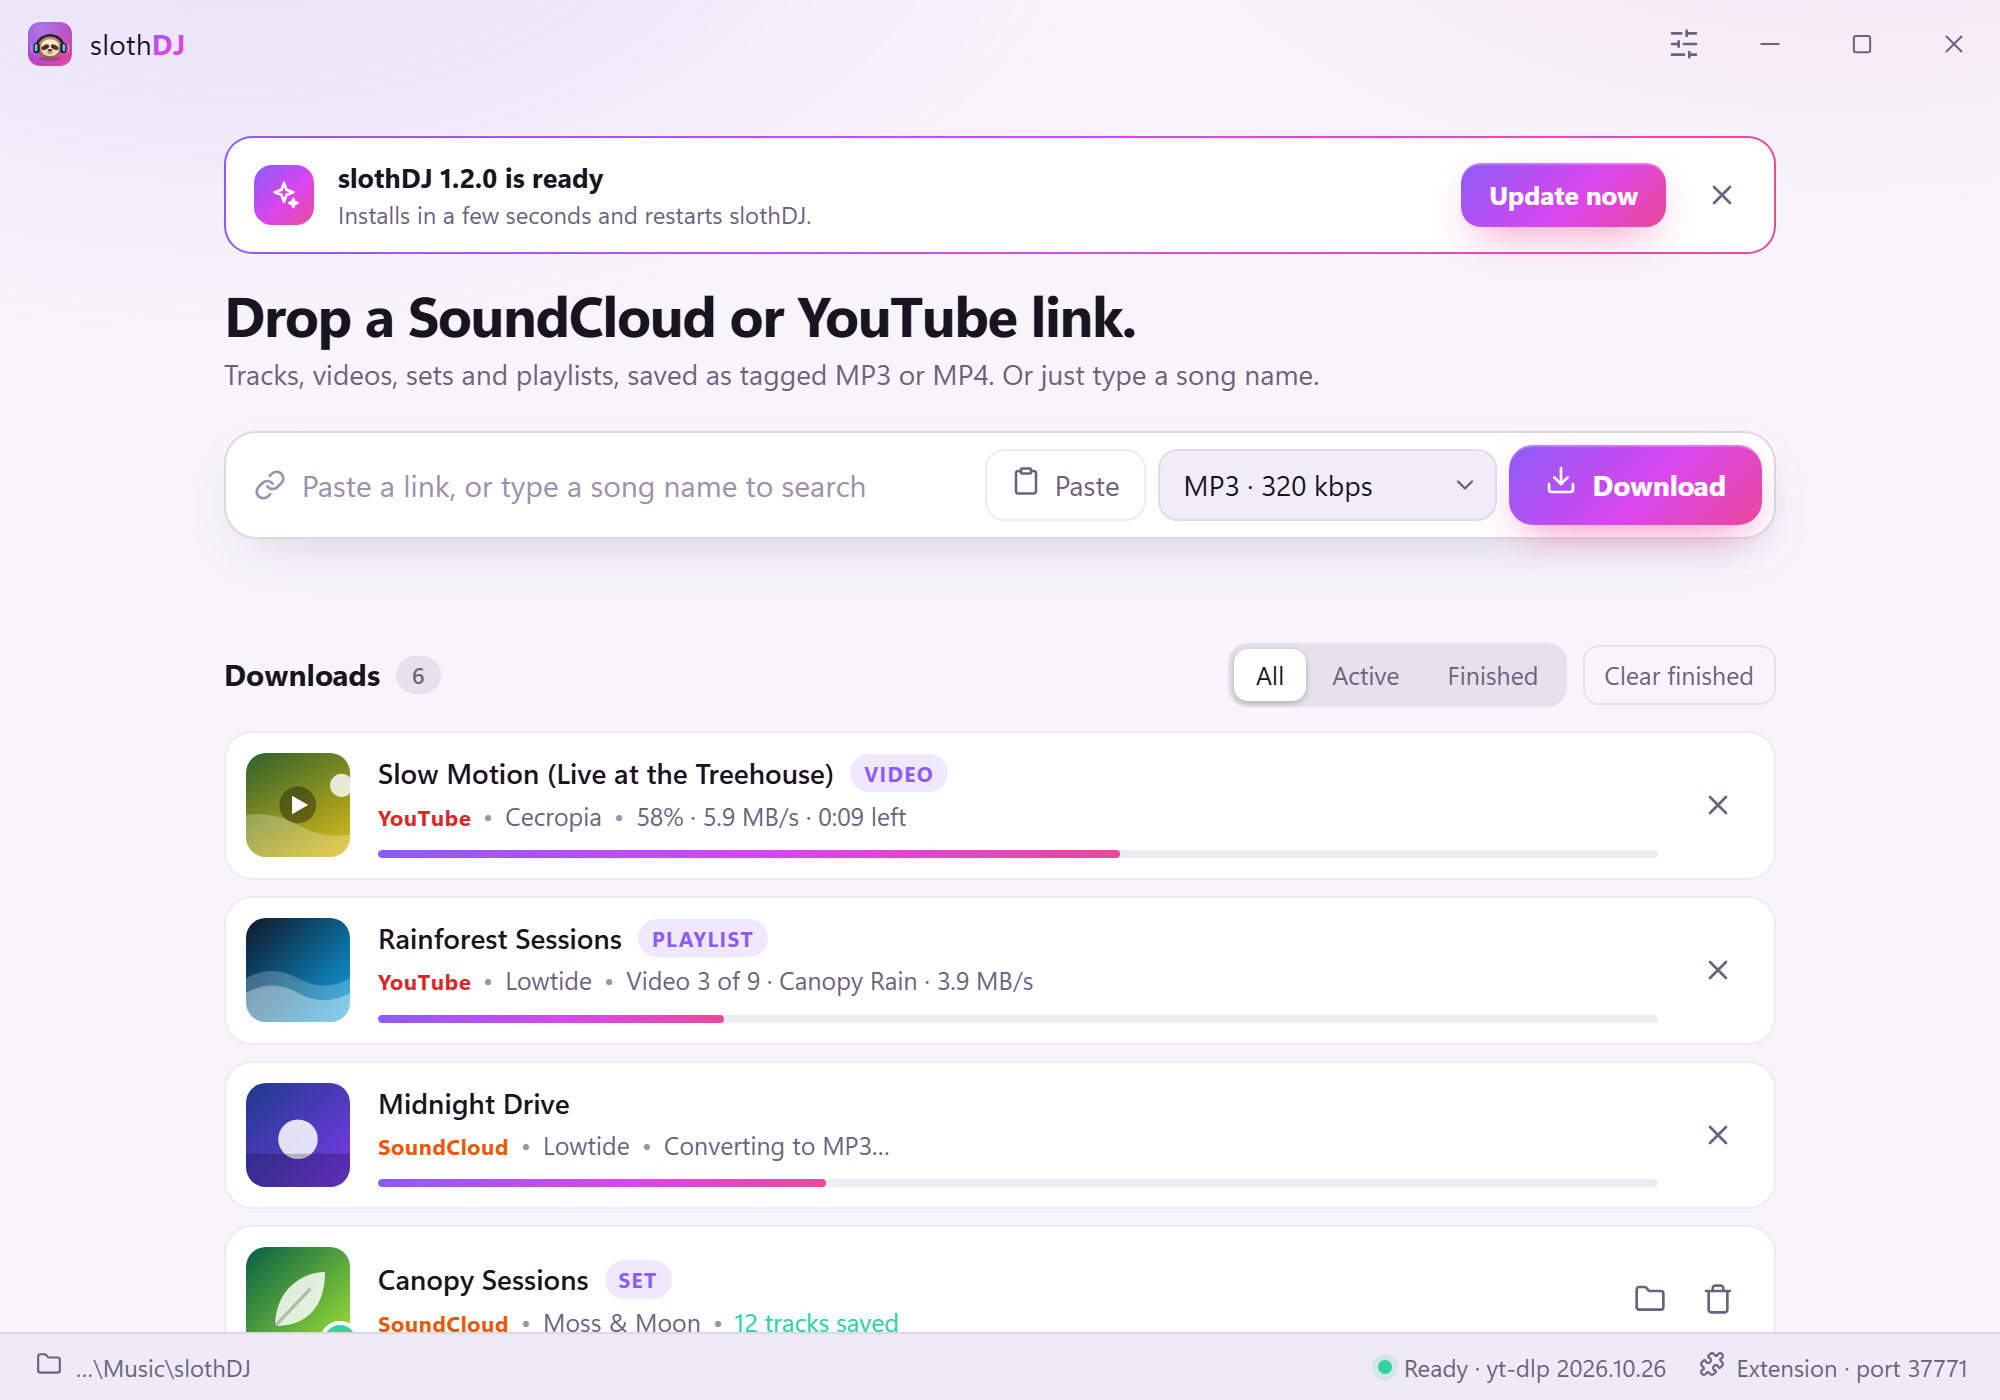 slothDJ
slothDJ 1.2.0 is ready
Installs in a few seconds and restarts slothDJ.
Update now
Drop a SoundCloud or YouTube link.
Tracks, videos, sets and playlists, saved as tagged MP3 or MP4. Or just type a song name.
Paste a link, or type a song name to search
Paste
MP3 · 320 kbps
Download
Downloads 6
All Active Finished
Clear finished
Slow Motion (Live at the Treehouse) VIDEO
YouTube • Cecropia • 58% · 5.9 MB/s · 0:09 left
Rainforest Sessions PLAYLIST
YouTube • Lowtide • Video 3 of 9 · Canopy Rain · 3.9 MB/s
Midnight Drive
SoundCloud • Lowtide • Converting to MP3...
Canopy Sessions SET
SoundCloud • Moss & Moon • 12 tracks saved
...\Music\slothDJ
Ready · yt-dlp 2026.10.26
Extension · port 37771